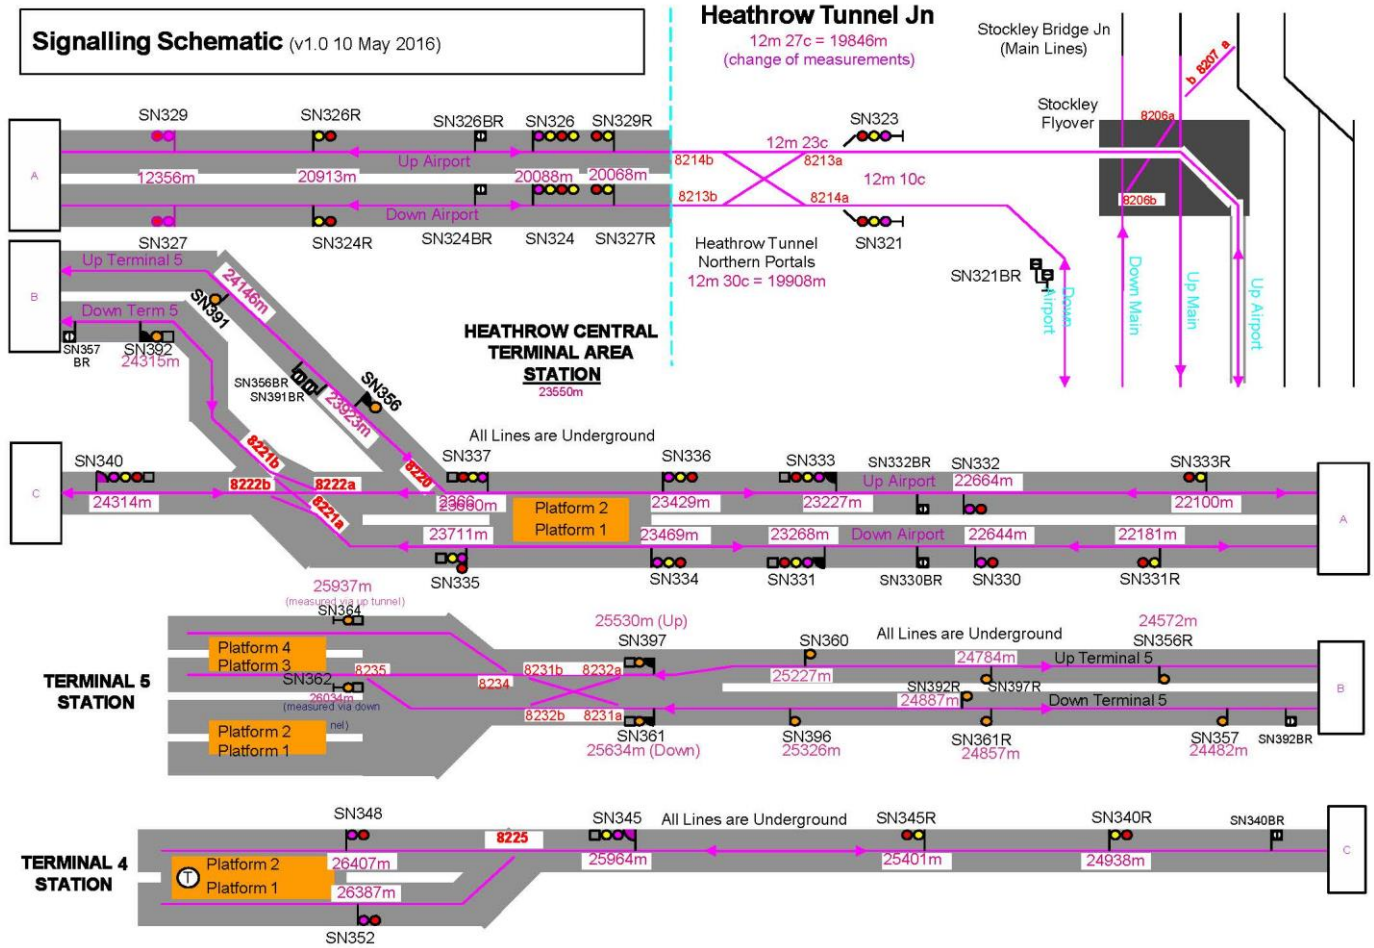 Signalling Schematic (v1.0 10 May 2016)
Heathrow Tunnel Jn
12m 27c = 19846m
(change of measurements)
Stockley Bridge Jn
(Main Lines)
b 8207 a
Stockley
Flyover
8206a
8206b
SN329
SN326R
SN326BR
SN326
SN329R
SN323
A
Up Airport
12356m
20913m
20088m
20068m
8214b
8213a
12m 23c
12m 10c
8213b
8214a
Down Airport
SN327
SN324R
SN324BR
SN324
SN327R
SN321
Heathrow Tunnel
Northern Portals
12m 30c = 19908m
SN321BR
Down
Airport
Down Main
Up Main
Up Airport
B
Up Terminal 5
24146m
SN391
Down Term 5
SN357
BR
SN392
24315m
HEATHROW CENTRAL
TERMINAL AREA
STATION
23550m
SN356BR
SN391BR
23923m
SN356
All Lines are Underground
8221b
8222b
8222a
8221a
8220
C
SN340
24314m
SN337
2366
23660m
SN336
SN333
SN332BR
SN332
SN333R
Up Airport
22664m
23429m
23227m
22100m
A
Platform 2
Platform 1
23711m
23469m
23268m
Down Airport
22644m
22181m
SN335
SN334
SN331
SN330BR
SN330
SN331R
25937m
(measured via up tunnel)
SN364
25530m (Up)
24572m
SN397
SN360
All Lines are Underground
SN356R
TERMINAL 5
STATION
Platform 4
Platform 3
8235
8234
8231b
8232a
25227m
24784m
Up Terminal 5
B
SN362
26034m
(measured via down
nel)
SN392R
SN397R
24887m
Down Terminal 5
8232b
8231a
Platform 2
Platform 1
SN361
25634m (Down)
SN396
25326m
SN361R
24857m
SN357
24482m
SN392BR
SN348
8225
SN345
All Lines are Underground
SN345R
SN340R
SN340BR
TERMINAL 4
STATION
26407m
25964m
25401m
24938m
C
T
Platform 2
Platform 1
26387m
SN352